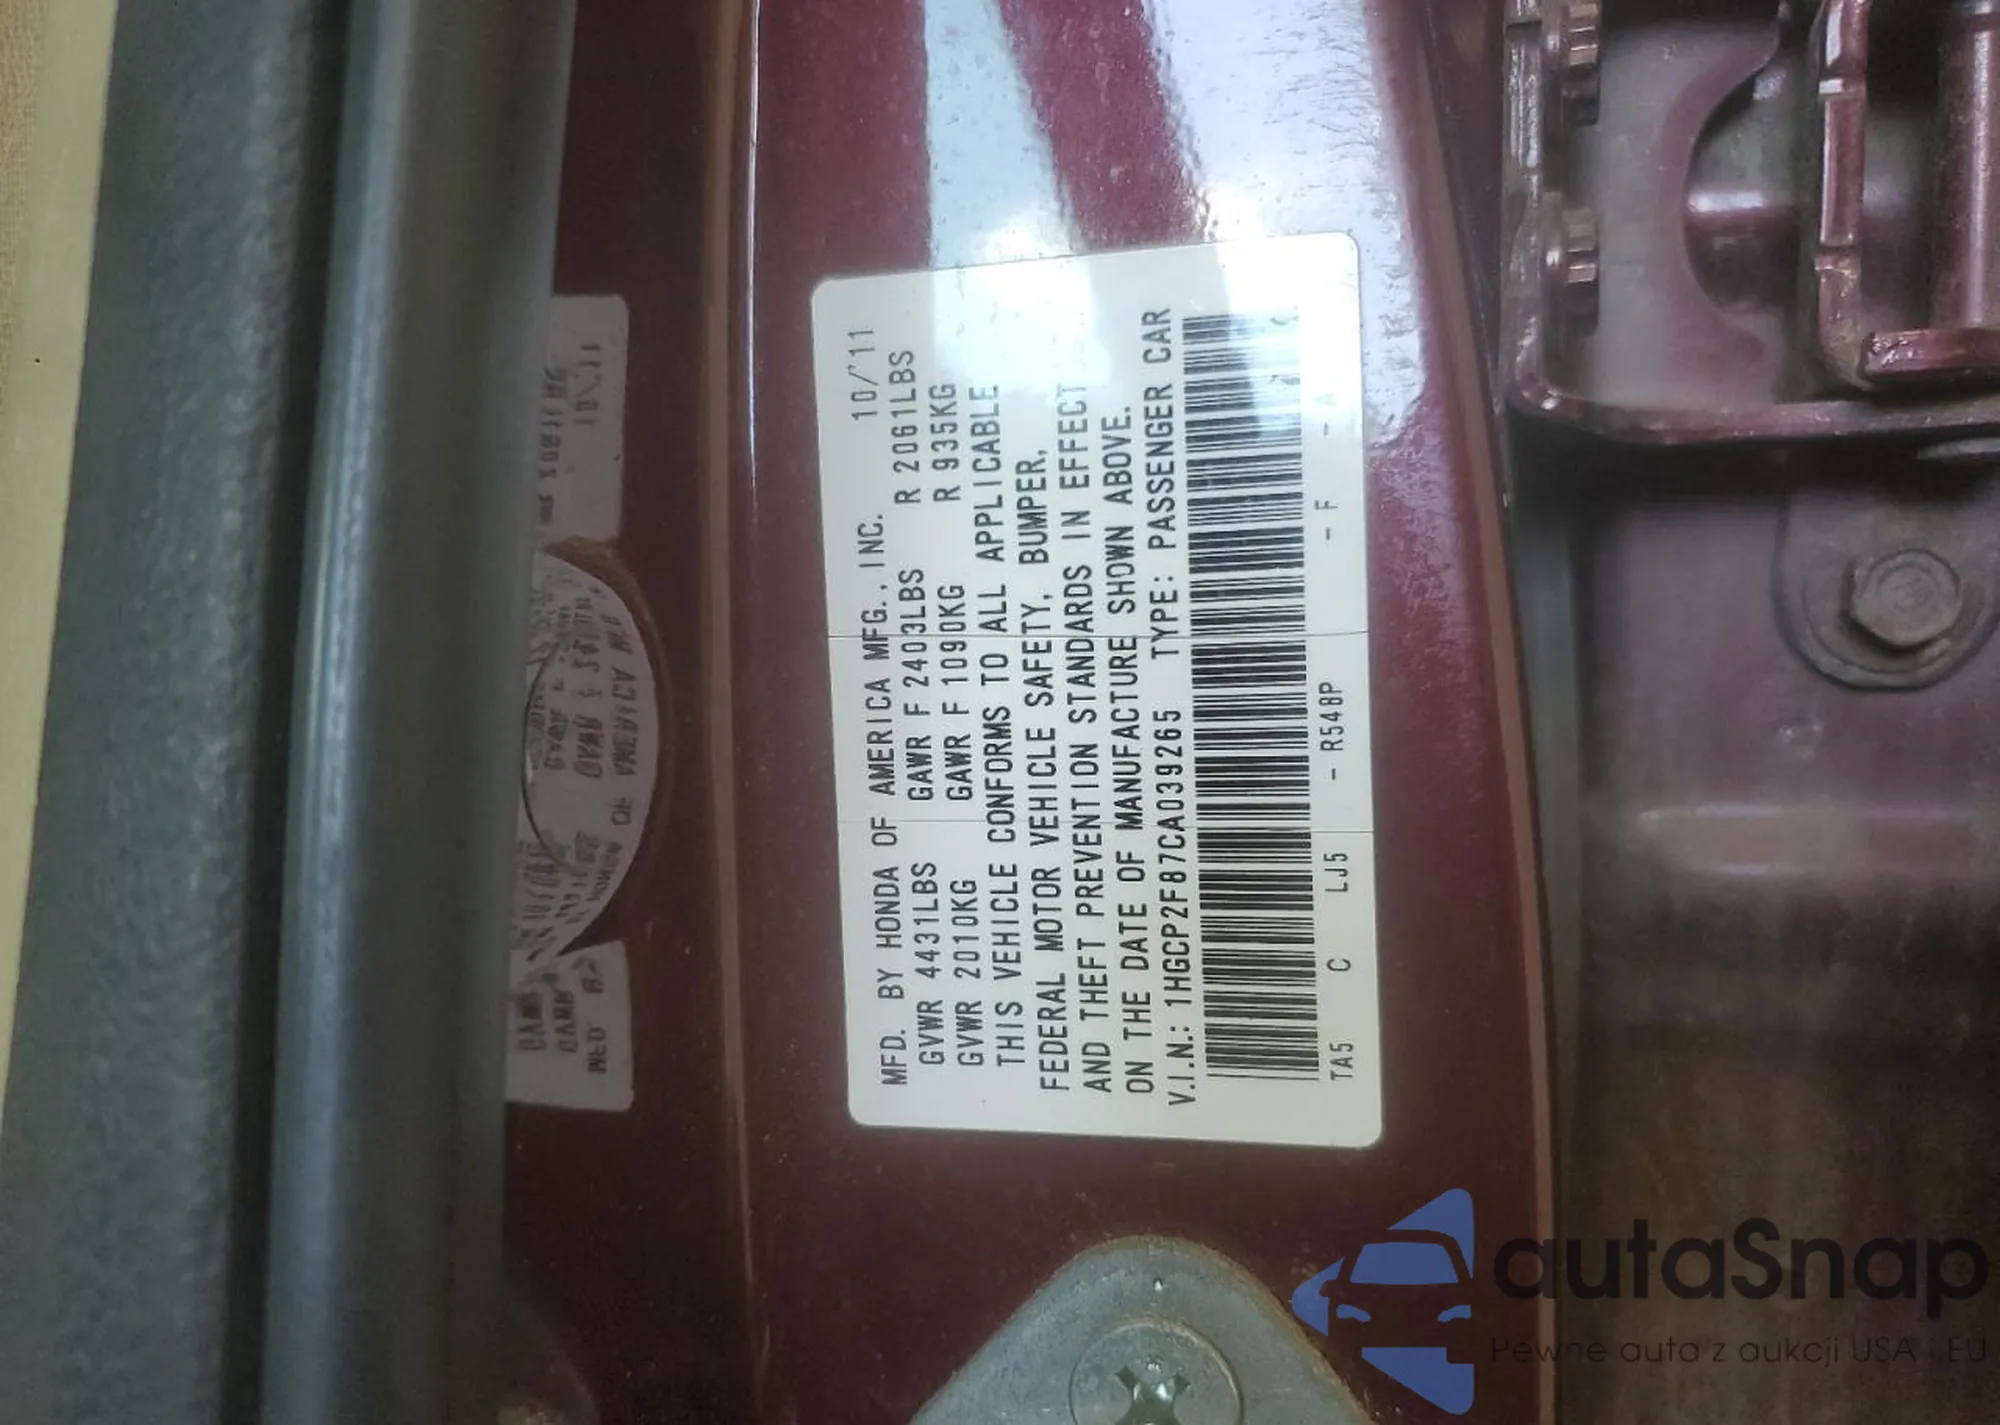 MFD. BY HONDA OF AMERICA MFG., INC. 10/'11
GVWR 4431LBS GAWR F 2403LBS R 2061LBS
GVWR 2010KG GAWR F 1090KG R 935KG
THIS VEHICLE CONFORMS TO ALL APPLICABLE
FEDERAL MOTOR VEHICLE SAFETY, BUMPER,
AND THEFT PREVENTION STANDARDS IN EFFECT
ON THE DATE OF MANUFACTURE SHOWN ABOVE.
V.I.N.: 1HGCP2F87CA039265 TYPE: PASSENGER CAR
TA5 C LJ5 - R548P - F - A
autaSnap
Pewne auta z aukcji USA i EU